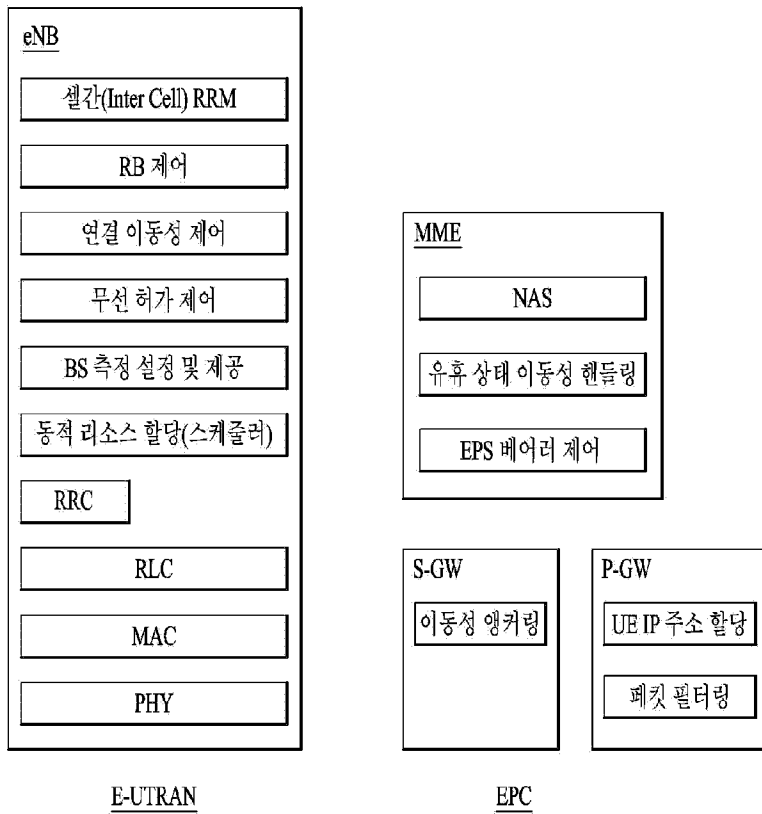 eNB
셀간(Inter Cell) RRM
RB 제어
연결 이동성 제어
무선 허가 제어
BS 측정 설정 및 제공
동적 리소스 할당(스케줄러)
RRC
RLC
MAC
PHY
E-UTRAN
MME
NAS
유휴 상태 이동성 핸들링
EPS 베어러 제어
S-GW
이동성 앵커링
P-GW
UE IP 주소 할당
페킷 필터링
EPC